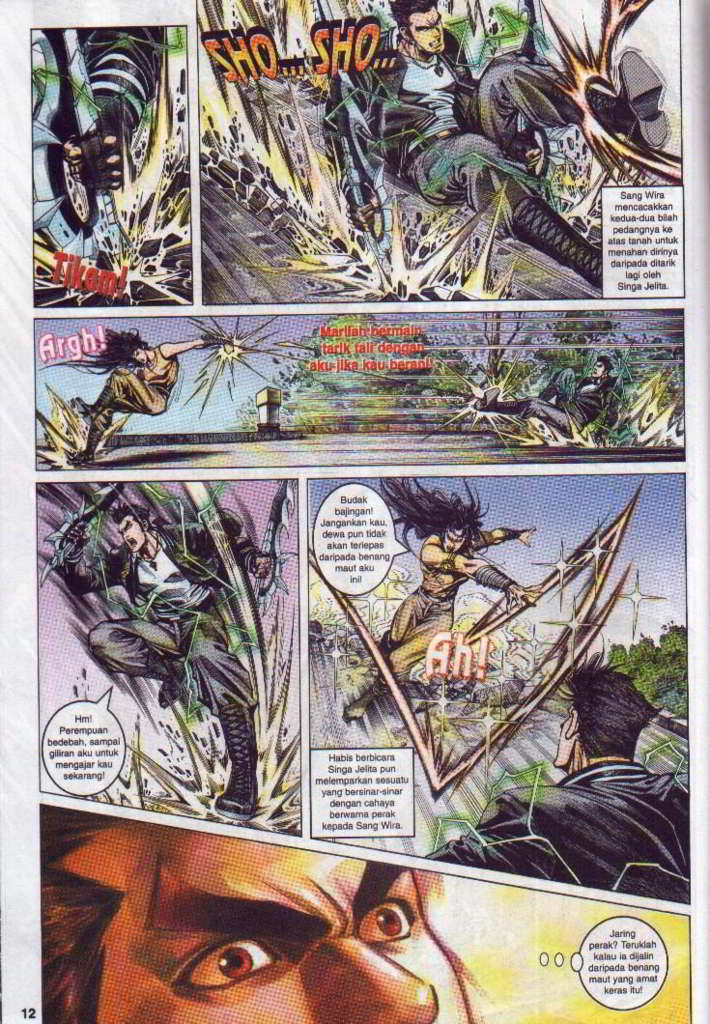 Tikam!
SHO.... SHO...
Sang Wira
mencacakkan
kedua-dua bilah
pedangnya ke
atas tanah untuk
menahan dirinya
daripada ditarik
lagi oleh
Singa Jelita.
Argh!
Marilah bermain
tarik tali dengan
aku jika kau berani!
Hm!
Perempuan
bedebah, sampai
giliran aku untuk
mengajar kau
sekarang!
Budak
bajingan!
Jangankan kau,
dewa pun tidak
akan terlepas
daripada benang
maut aku
ini!
Ah!
Habis berbicara
Singa Jelita pun
melemparkan sesuatu
yang bersinar-sinar
dengan cahaya
berwarna perak
kepada Sang Wira.
Jaring
perak? Teruklah
kalau ia dijalin
daripada benang
maut yang amat
keras itu!
12